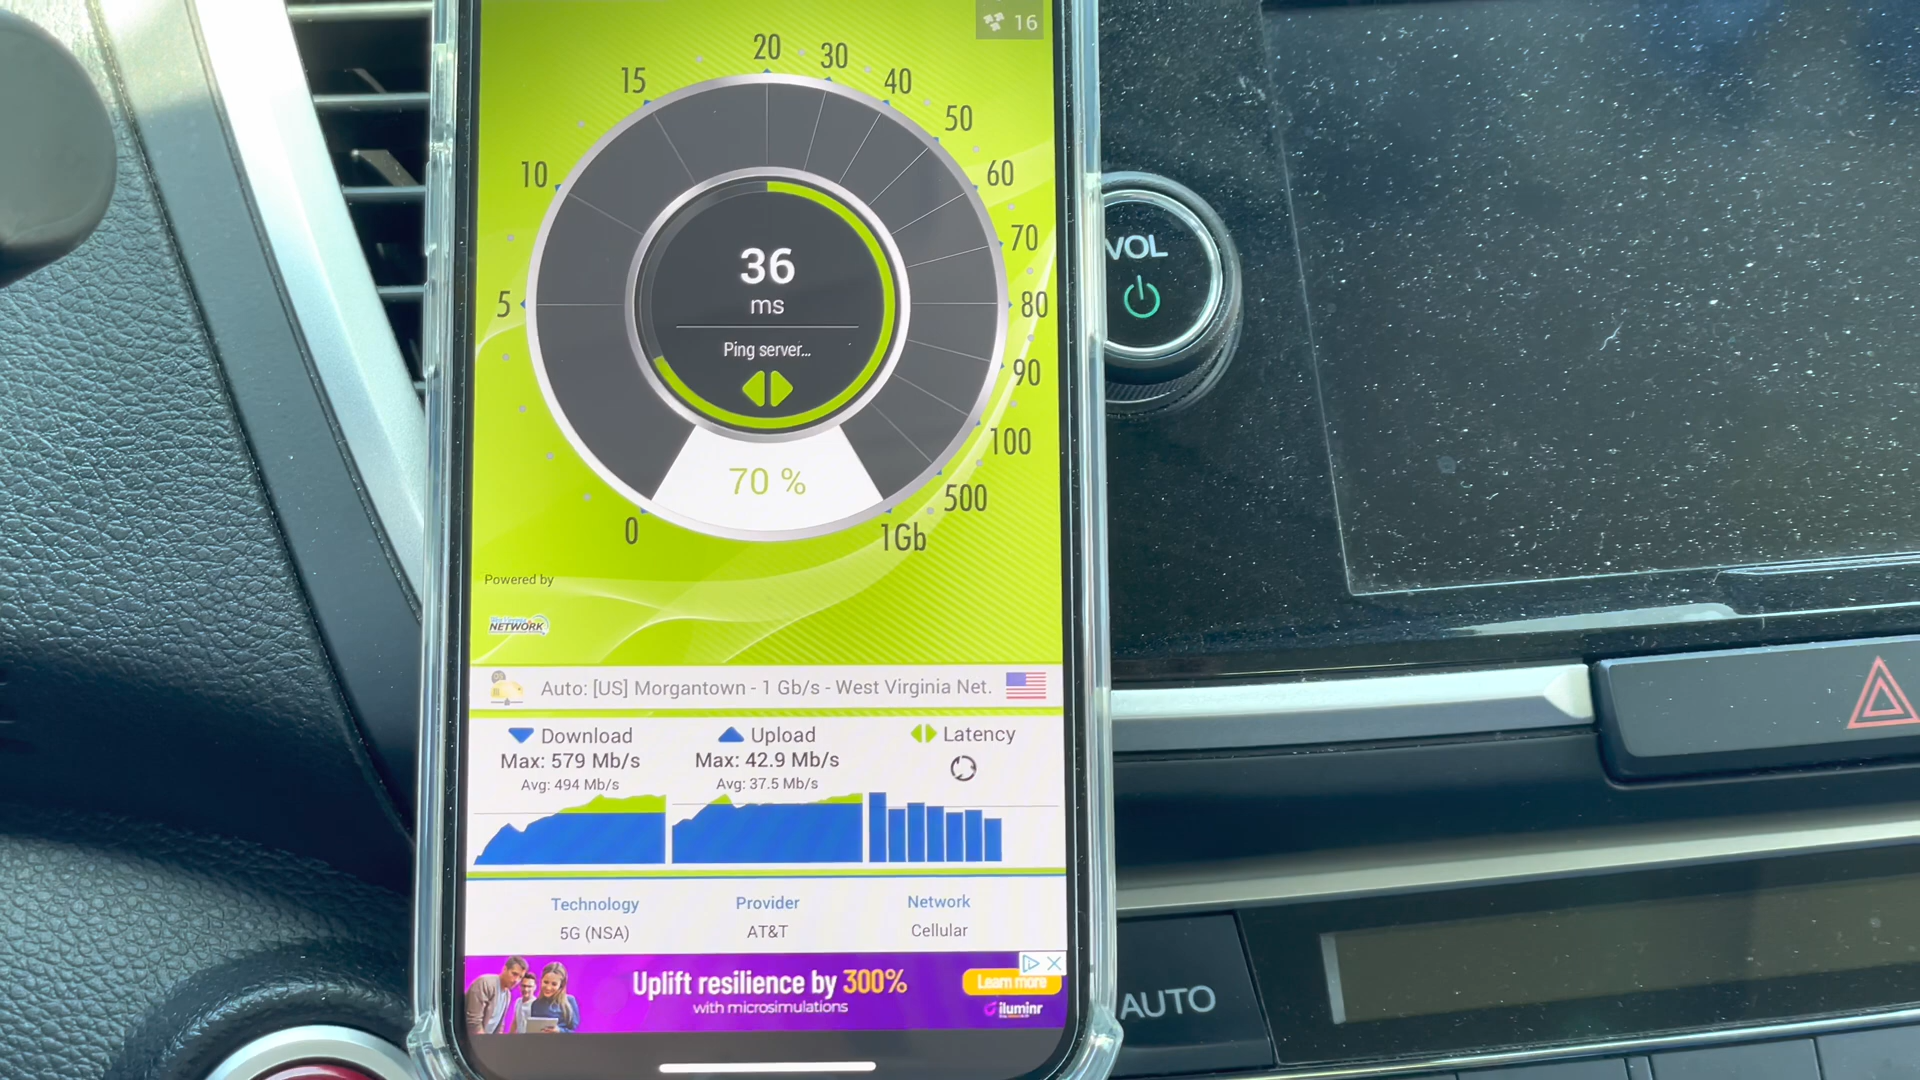 16
20
30
15
40
50
10
60
70
5
80
90
100
500
0
1Gb
36
ms
Ping server...
70 %
Powered by
NETWORK
Auto: [US] Morgantown - 1 Gb/s - West Virginia Net.
Download
Max: 579 Mb/s
Avg: 494 Mb/s
Upload
Max: 42.9 Mb/s
Avg: 37.5 Mb/s
Latency
Technology
5G (NSA)
Provider
AT&T
Network
Cellular
Uplift resilience by 300%
with microsimulations
Learn more
iluminr
VOL
AUTO